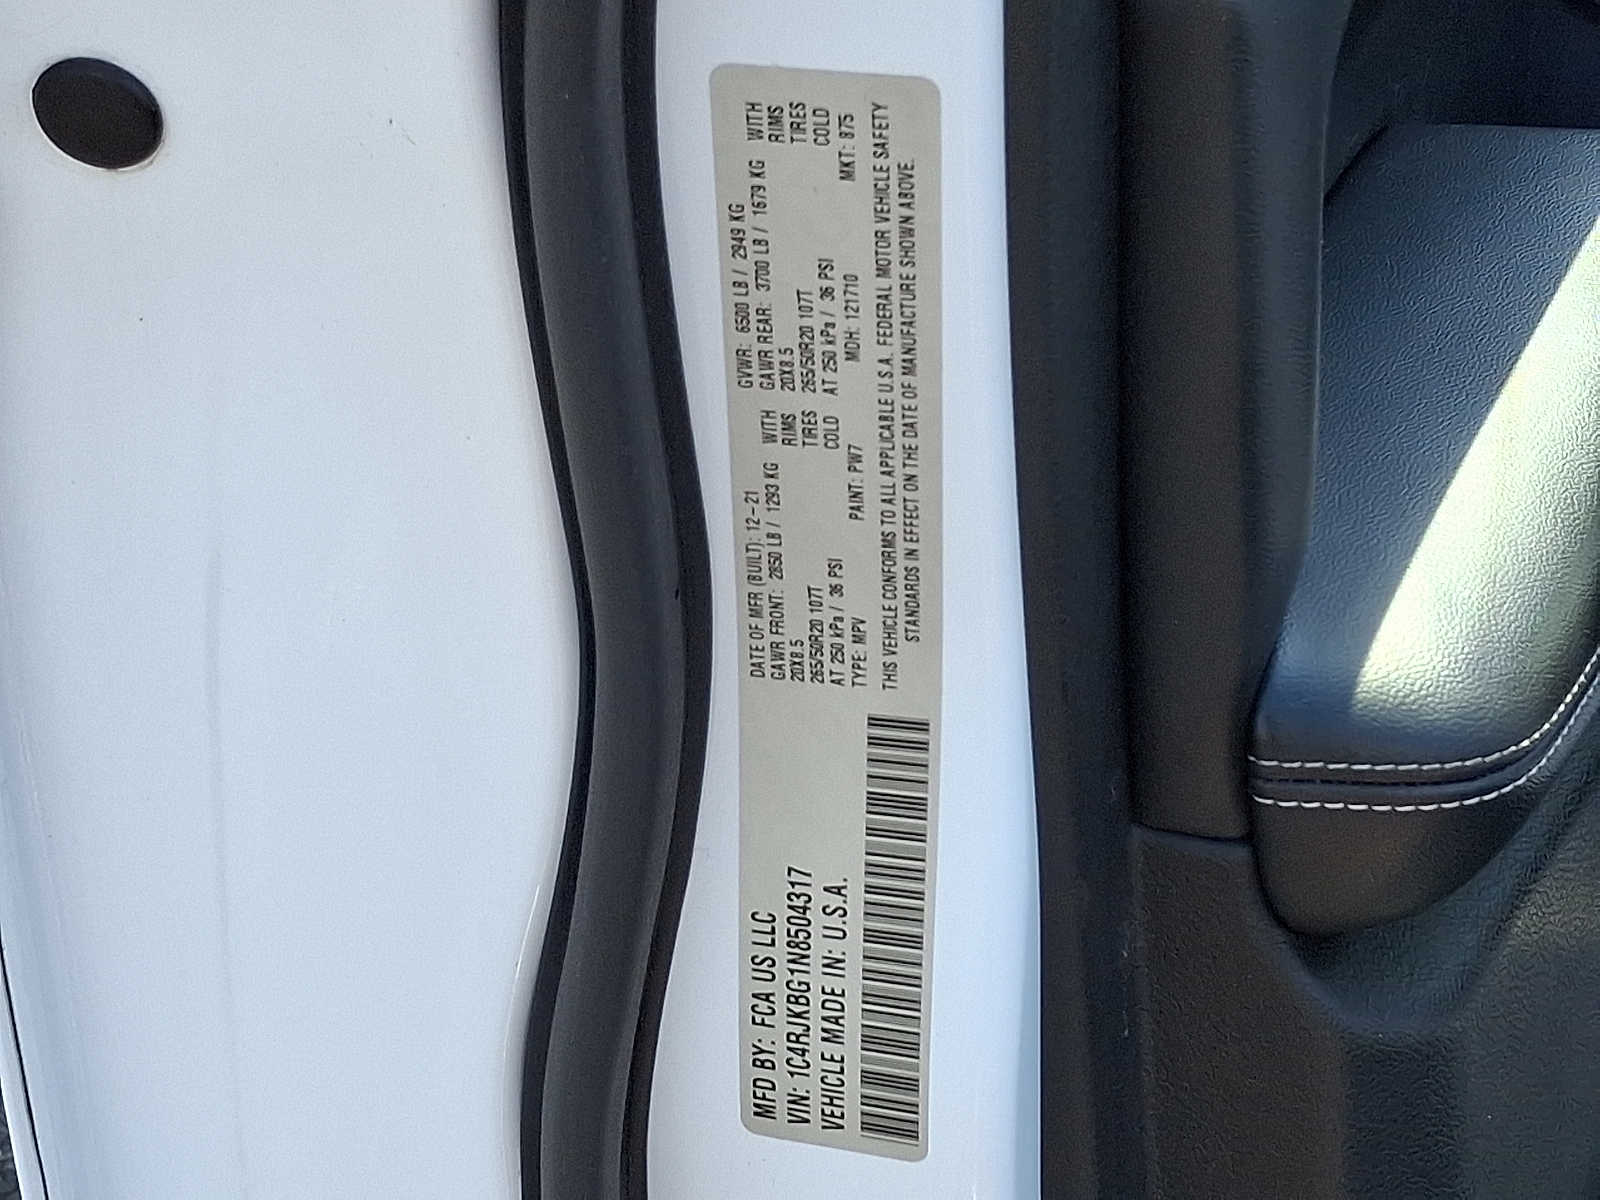 MFD BY: FCA US LLC
VIN: 1C4RJKBG1N8504317
VEHICLE MADE IN: U.S.A.
DATE OF MFR (BUILT): 12-21 GVWR: 6500 LB / 2949 KG
GAWR FRONT: 2850 LB / 1293 KG WITH GAWR REAR: 3700 LB / 1679 KG WITH
20X8.5 RIMS 20X8.5 RIMS
265/50R20 107T TIRES 265/50R20 107T TIRES
AT 250 kPa / 36 PSI COLD AT 250 kPa / 36 PSI COLD
TYPE: MPV PAINT: PW7 MDH: 121710 MKT: 875
THIS VEHICLE CONFORMS TO ALL APPLICABLE U.S.A. FEDERAL MOTOR VEHICLE SAFETY
STANDARDS IN EFFECT ON THE DATE OF MANUFACTURE SHOWN ABOVE.